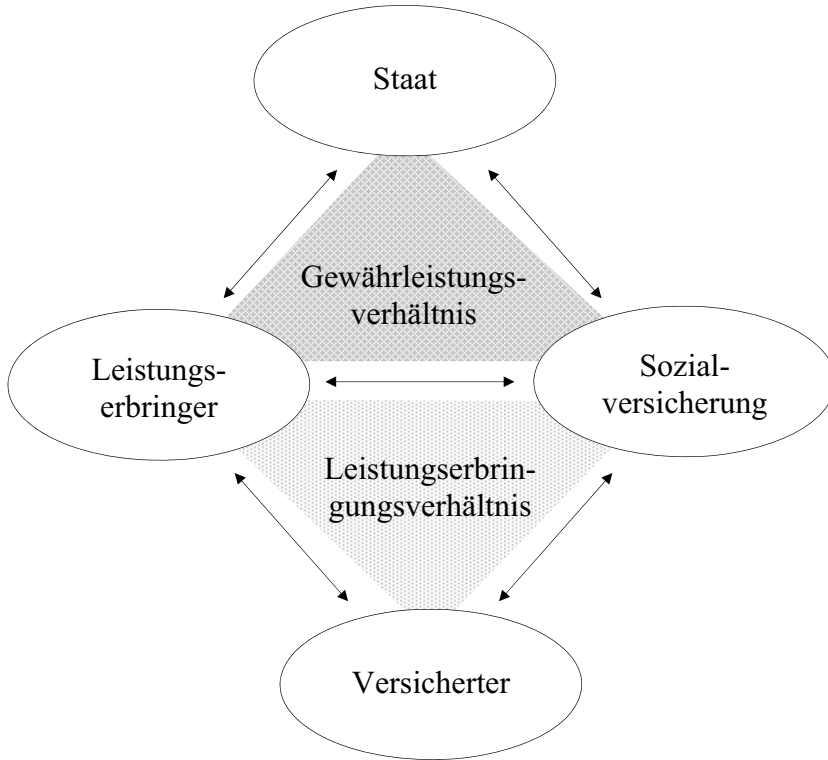 Staat
Gewährleistungs-
verhältnis
Leistungs-
erbringer
Sozial-
versicherung
Leistungserbrin-
gungsverhältnis
Versicherter